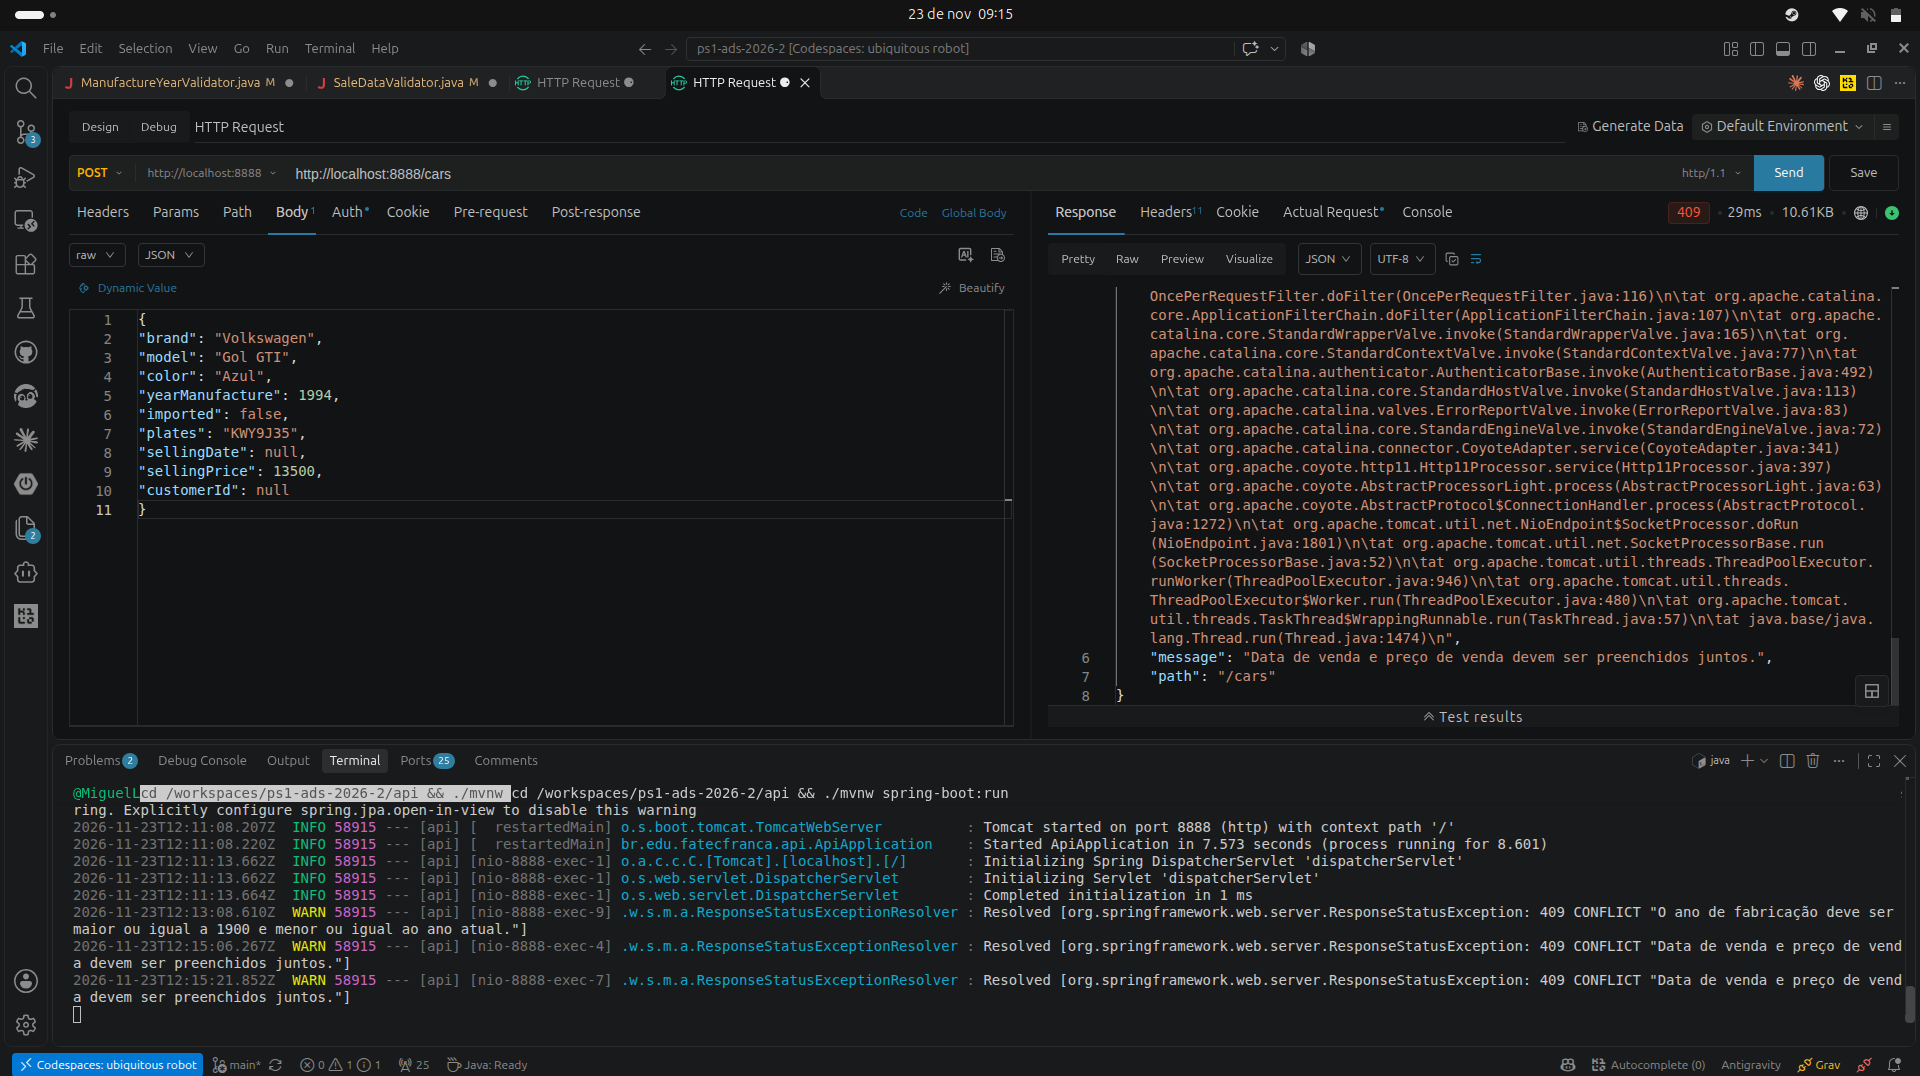 23 de nov  09:15
File Edit Selection View Go Run Terminal Help
ps1-ads-2026-2 [Codespaces: ubiquitous robot]
ManufactureYearValidator.java M
SaleDataValidator.java M
HTTP Request
HTTP Request
Design Debug HTTP Request
Generate Data Default Environment
POST http://localhost:8888 http://localhost:8888/cars http/1.1 Send Save
Headers Params Path Body 1 Auth Cookie Pre-request Post-response Code Global Body
raw JSON
Dynamic Value Beautify
1 {
2 "brand": "Volkswagen",
3 "model": "Gol GTI",
4 "color": "Azul",
5 "yearManufacture": 1994,
6 "imported": false,
7 "plates": "KWY9J35",
8 "sellingDate": null,
9 "sellingPrice": 13500,
10 "customerId": null
11 }
Response Headers 11 Cookie Actual Request Console 409 29ms 10.61KB
Pretty Raw Preview Visualize JSON UTF-8
OncePerRequestFilter.doFilter(OncePerRequestFilter.java:116)\n\tat org.apache.catalina.
core.ApplicationFilterChain.doFilter(ApplicationFilterChain.java:107)\n\tat org.apache.
catalina.core.StandardWrapperValve.invoke(StandardWrapperValve.java:165)\n\tat org.
apache.catalina.core.StandardContextValve.invoke(StandardContextValve.java:77)\n\tat
org.apache.catalina.authenticator.AuthenticatorBase.invoke(AuthenticatorBase.java:492)
\n\tat org.apache.catalina.core.StandardHostValve.invoke(StandardHostValve.java:113)
\n\tat org.apache.catalina.valves.ErrorReportValve.invoke(ErrorReportValve.java:83)
\n\tat org.apache.catalina.core.StandardEngineValve.invoke(StandardEngineValve.java:72)
\n\tat org.apache.catalina.connector.CoyoteAdapter.service(CoyoteAdapter.java:341)
\n\tat org.apache.coyote.http11.Http11Processor.service(Http11Processor.java:397)
\n\tat org.apache.coyote.AbstractProcessorLight.process(AbstractProcessorLight.java:63)
\n\tat org.apache.coyote.AbstractProtocol$ConnectionHandler.process(AbstractProtocol.
java:1272)\n\tat org.apache.tomcat.util.net.NioEndpoint$SocketProcessor.doRun
(NioEndpoint.java:1801)\n\tat org.apache.tomcat.util.net.SocketProcessorBase.run
(SocketProcessorBase.java:52)\n\tat org.apache.tomcat.util.threads.ThreadPoolExecutor.
runWorker(ThreadPoolExecutor.java:946)\n\tat org.apache.tomcat.util.threads.
ThreadPoolExecutor$Worker.run(ThreadPoolExecutor.java:480)\n\tat org.apache.tomcat.
util.threads.TaskThread$WrappingRunnable.run(TaskThread.java:57)\n\tat java.base/java.
lang.Thread.run(Thread.java:1474)\n",
6 "message": "Data de venda e preço de venda devem ser preenchidos juntos.",
7 "path": "/cars"
8 }
Test results
Problems 2 Debug Console Output Terminal Ports 25 Comments java
@MiguelLcd /workspaces/ps1-ads-2026-2/api && ./mvnw cd /workspaces/ps1-ads-2026-2/api && ./mvnw spring-boot:run
ring. Explicitly configure spring.jpa.open-in-view to disable this warning
2026-11-23T12:11:08.207Z  INFO 58915 --- [api] [  restartedMain] o.s.boot.tomcat.TomcatWebServer          : Tomcat started on port 8888 (http) with context path '/'
2026-11-23T12:11:08.220Z  INFO 58915 --- [api] [  restartedMain] br.edu.fatecfranca.api.ApiApplication    : Started ApiApplication in 7.573 seconds (process running for 8.601)
2026-11-23T12:11:13.662Z  INFO 58915 --- [api] [nio-8888-exec-1] o.a.c.c.C.[Tomcat].[localhost].[/]       : Initializing Spring DispatcherServlet 'dispatcherServlet'
2026-11-23T12:11:13.662Z  INFO 58915 --- [api] [nio-8888-exec-1] o.s.web.servlet.DispatcherServlet        : Initializing Servlet 'dispatcherServlet'
2026-11-23T12:11:13.664Z  INFO 58915 --- [api] [nio-8888-exec-1] o.s.web.servlet.DispatcherServlet        : Completed initialization in 1 ms
2026-11-23T12:13:08.610Z  WARN 58915 --- [api] [nio-8888-exec-9] .w.s.m.a.ResponseStatusExceptionResolver : Resolved [org.springframework.web.server.ResponseStatusException: 409 CONFLICT "O ano de fabricação deve ser
maior ou igual a 1900 e menor ou igual ao ano atual."]
2026-11-23T12:15:06.267Z  WARN 58915 --- [api] [nio-8888-exec-4] .w.s.m.a.ResponseStatusExceptionResolver : Resolved [org.springframework.web.server.ResponseStatusException: 409 CONFLICT "Data de venda e preço de vend
a devem ser preenchidos juntos."]
2026-11-23T12:15:21.852Z  WARN 58915 --- [api] [nio-8888-exec-7] .w.s.m.a.ResponseStatusExceptionResolver : Resolved [org.springframework.web.server.ResponseStatusException: 409 CONFLICT "Data de venda e preço de vend
a devem ser preenchidos juntos."]
Codespaces: ubiquitous robot main* 0 1 1 25 Java: Ready Autocomplete (0) Antigravity Grav